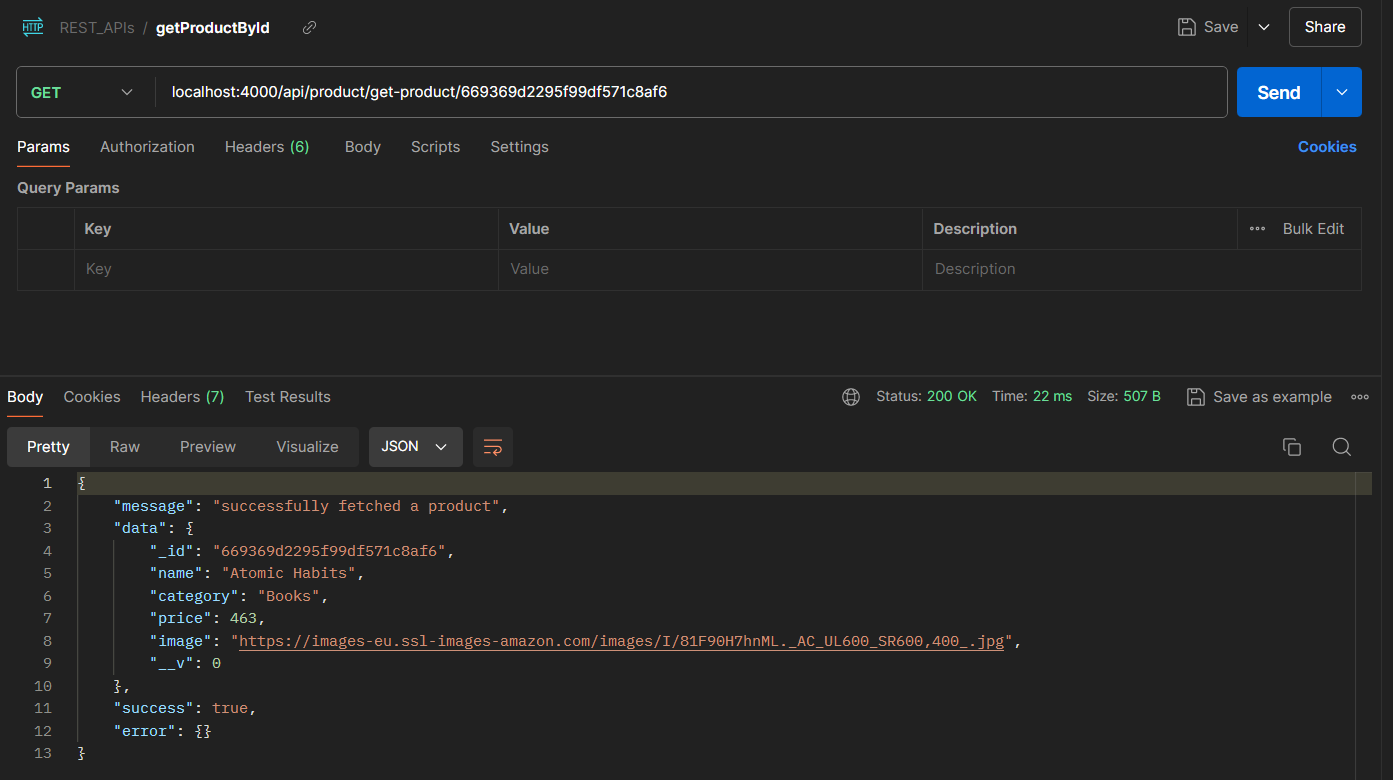 HTTP REST_APIs / getProductById Save Share
GET localhost:4000/api/product/get-product/669369d2295f99df571c8af6 Send
Params Authorization Headers (6) Body Scripts Settings Cookies
Query Params
Key Value Description ••• Bulk Edit
Key Value Description
Body Cookies Headers (7) Test Results Status: 200 OK Time: 22 ms Size: 507 B Save as example •••
Pretty Raw Preview Visualize JSON
1 {
2 "message": "successfully fetched a product",
3 "data": {
4 "_id": "669369d2295f99df571c8af6",
5 "name": "Atomic Habits",
6 "category": "Books",
7 "price": 463,
8 "image": "https://images-eu.ssl-images-amazon.com/images/I/81F90H7hnML._AC_UL600_SR600,400_.jpg",
9 "__v": 0
10 },
11 "success": true,
12 "error": {}
13 }